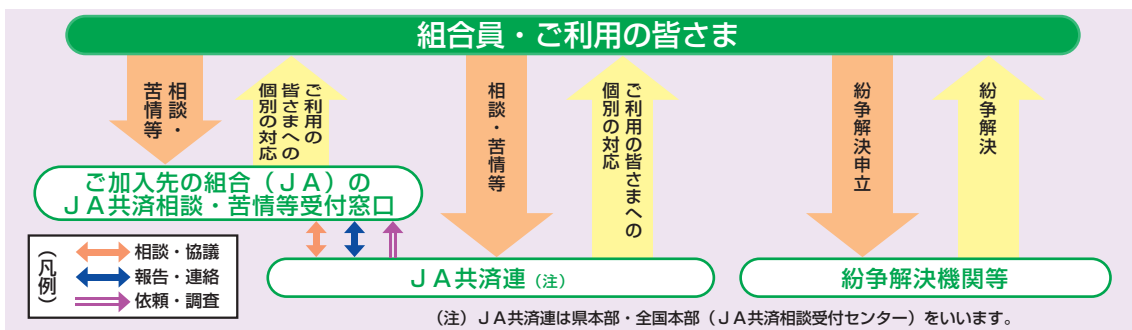 組合員・ご利用の皆さま
相談・
苦情等
ご利用の
皆さまへの
個別の対応
相談・苦情等
ご利用の皆さまへの
個別の対応
紛争解決申立
紛争解決
ご加入先の組合（ＪＡ）の
ＪＡ共済相談・苦情等受付窓口
（凡例）
相談・協議
報告・連絡
依頼・調査
ＪＡ共済連（注）
紛争解決機関等
（注）ＪＡ共済連は県本部・全国本部（ＪＡ共済相談受付センター）をいいます。